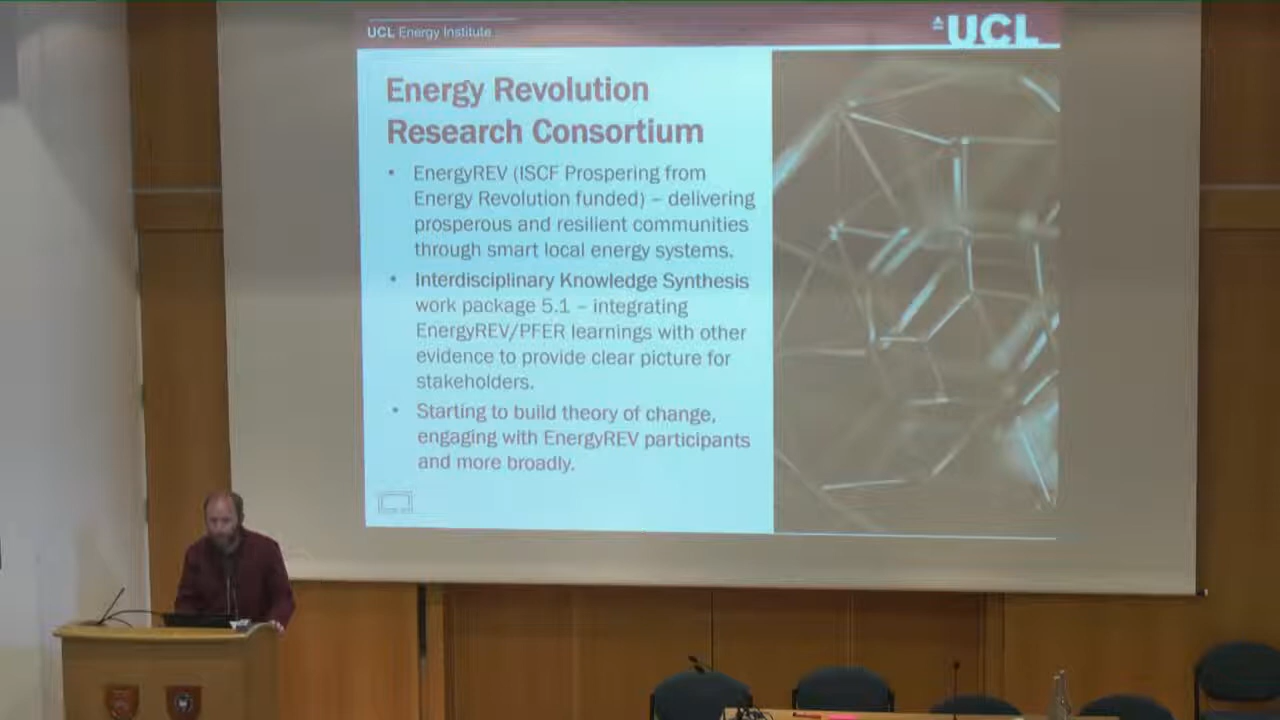 UCL Energy Institute
UCL
Energy Revolution
Research Consortium
• EnergyREV (ISCF Prospering from
Energy Revolution funded) – delivering
prosperous and resilient communities
through smart local energy systems.
• Interdisciplinary Knowledge Synthesis
work package 5.1 – integrating
EnergyREV/PFER learnings with other
evidence to provide clear picture for
stakeholders.
• Starting to build theory of change,
engaging with EnergyREV participants
and more broadly.